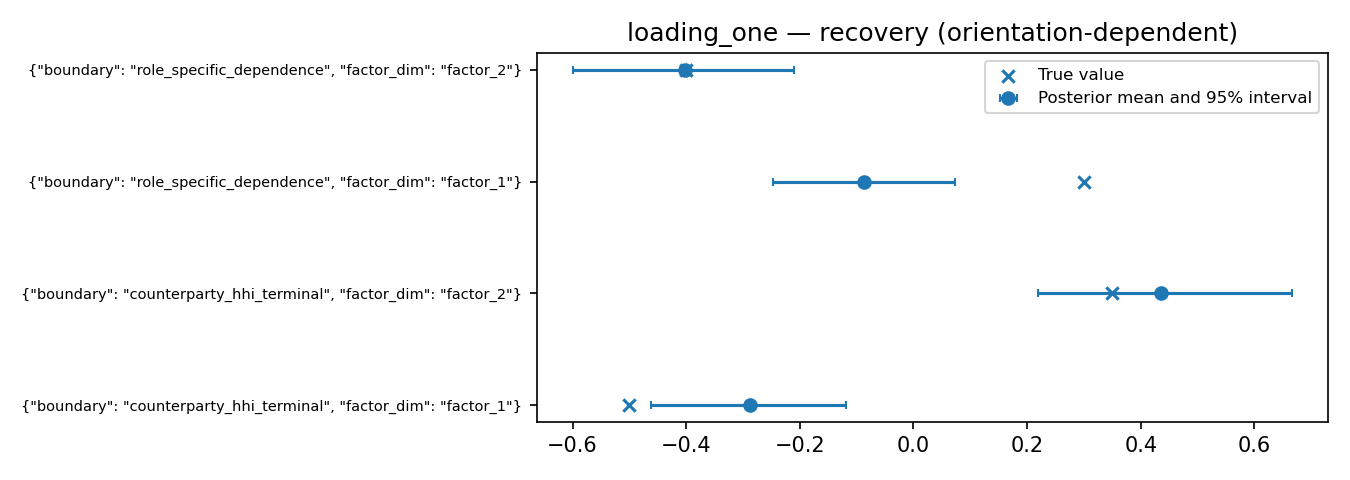 loading_one — recovery (orientation-dependent)
{"boundary": "role_specific_dependence", "factor_dim": "factor_2"}
True value
Posterior mean and 95% interval
{"boundary": "role_specific_dependence", "factor_dim": "factor_1"}
{"boundary": "counterparty_hhi_terminal", "factor_dim": "factor_2"}
{"boundary": "counterparty_hhi_terminal", "factor_dim": "factor_1"}
−0.6 −0.4 −0.2 0.0 0.2 0.4 0.6